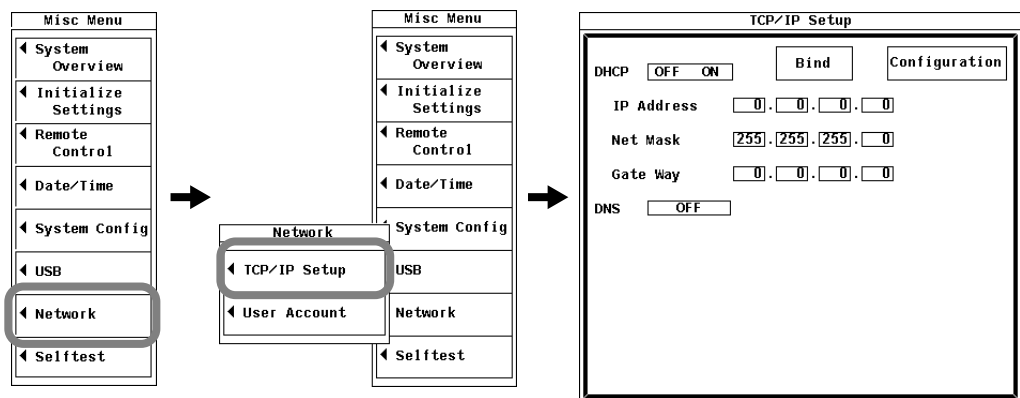 Misc Menu
System
Overview
Initialize
Settings
Remote
Control
Date/Time
System Config
USB
Network
Selftest
Network
TCP/IP Setup
User Account
Misc Menu
System
Overview
Initialize
Settings
Remote
Control
Date/Time
System Config
USB
Network
Selftest
TCP/IP Setup
DHCP OFF ON Bind Configuration
IP Address 0. 0. 0. 0
Net Mask 255. 255. 255. 0
Gate Way 0. 0. 0. 0
DNS OFF